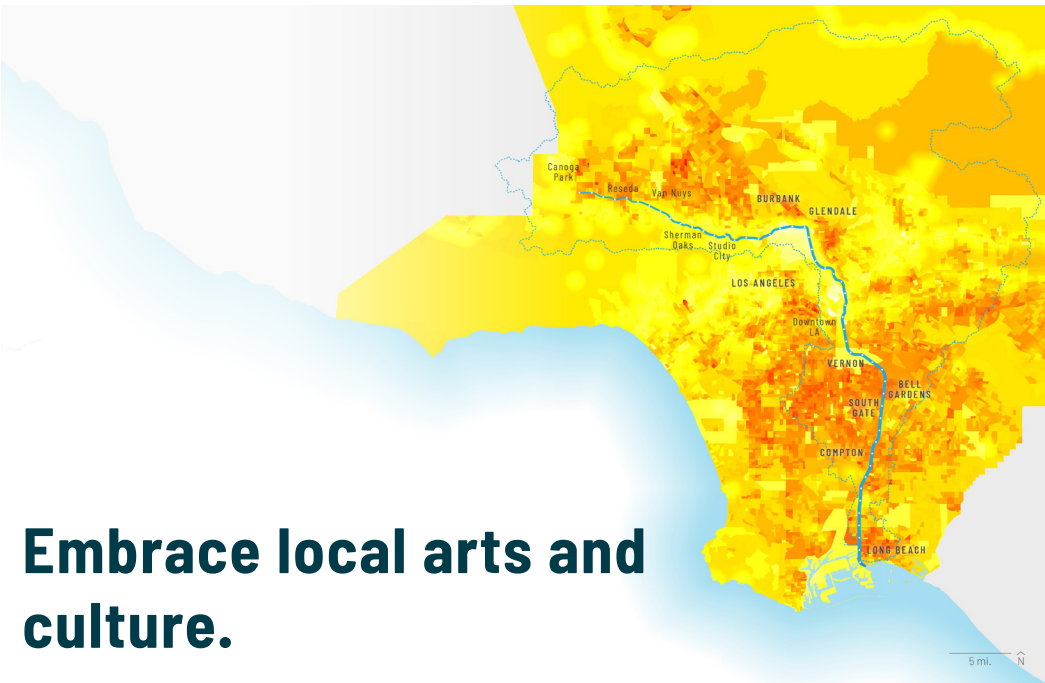 Canoga
Park
Reseda
Van Nuys
BURBANK
GLENDALE
Sherman
Oaks
Studio
City
LOS ANGELES
Downtown
LA
VERNON
BELL
GARDENS
SOUTH
GATE
COMPTON
LONG BEACH
Embrace local arts and
culture.
5 mi.
N